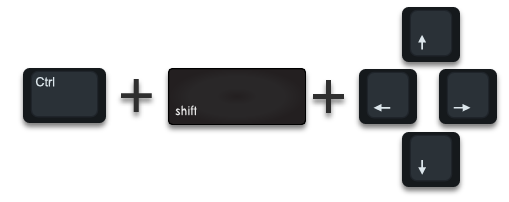 Ctrl + shift + ↑ ← → ↓